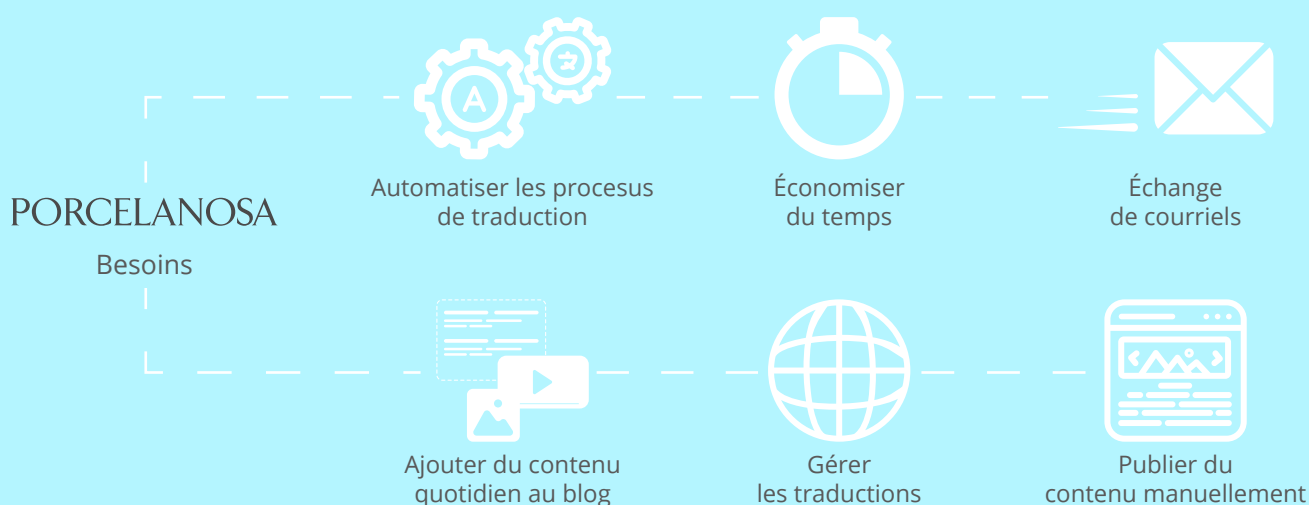 A
Automatiser les procesus
de traduction
Économiser
du temps
Échange
de courriels
PORCELANOSA
Besoins
Ajouter du contenu
quotidien au blog
Gérer
les traductions
Publier du
contenu manuellement